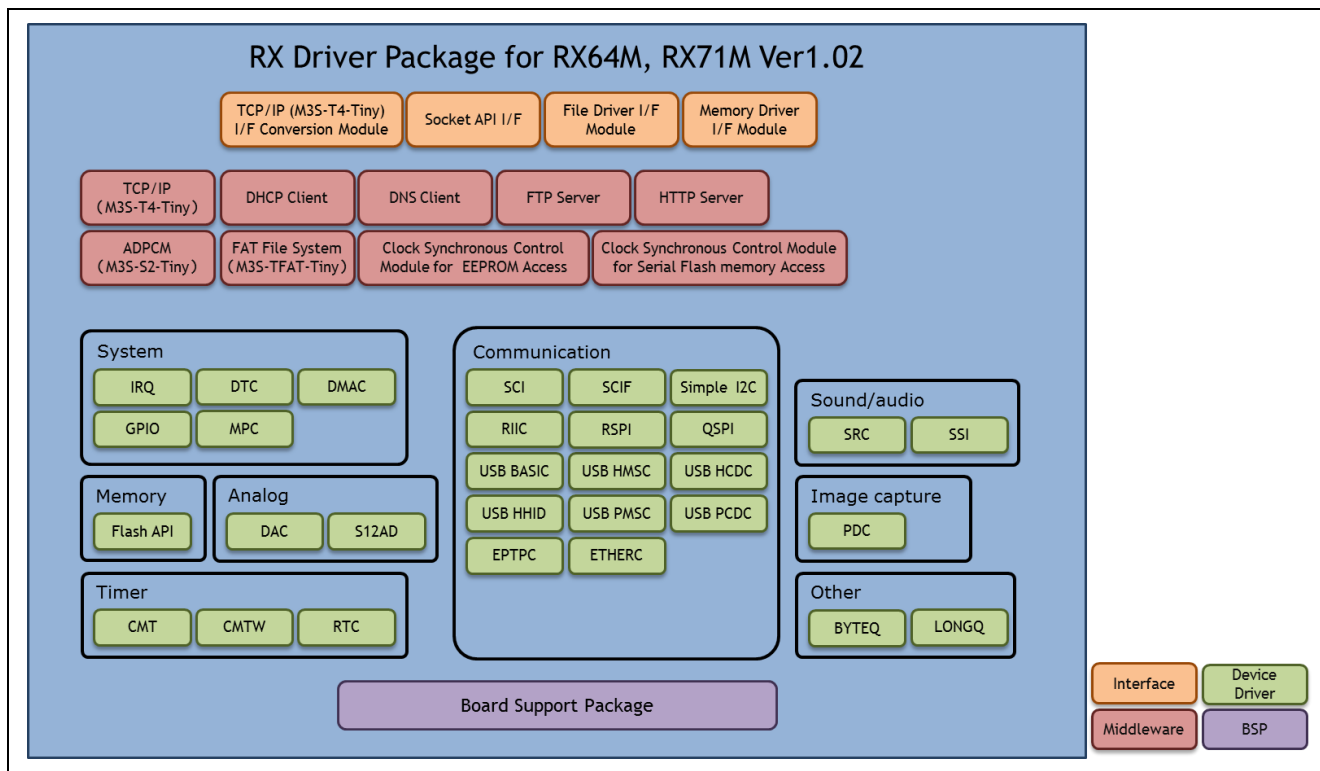 RX Driver Package for RX64M, RX71M Ver1.02
TCP/IP (M3S-T4-Tiny)
I/F Conversion Module
Socket API I/F
File Driver I/F
Module
Memory Driver
I/F Module
TCP/IP
(M3S-T4-Tiny)
DHCP Client
DNS Client
FTP Server
HTTP Server
ADPCM
(M3S-S2-Tiny)
FAT File System
(M3S-TFAT-Tiny)
Clock Synchronous Control
Module for EEPROM Access
Clock Synchronous Control Module
for Serial Flash memory Access
System
IRQ
DTC
DMAC
GPIO
MPC
Memory
Flash API
Analog
DAC
S12AD
Timer
CMT
CMTW
RTC
Communication
SCI
SCIF
Simple I2C
RIIC
RSPI
QSPI
USB BASIC
USB HMSC
USB HCDC
USB HHID
USB PMSC
USB PCDC
EPTPC
ETHERC
Sound/audio
SRC
SSI
Image capture
PDC
Other
BYTEQ
LONGQ
Board Support Package
Interface
Device
Driver
Middleware
BSP